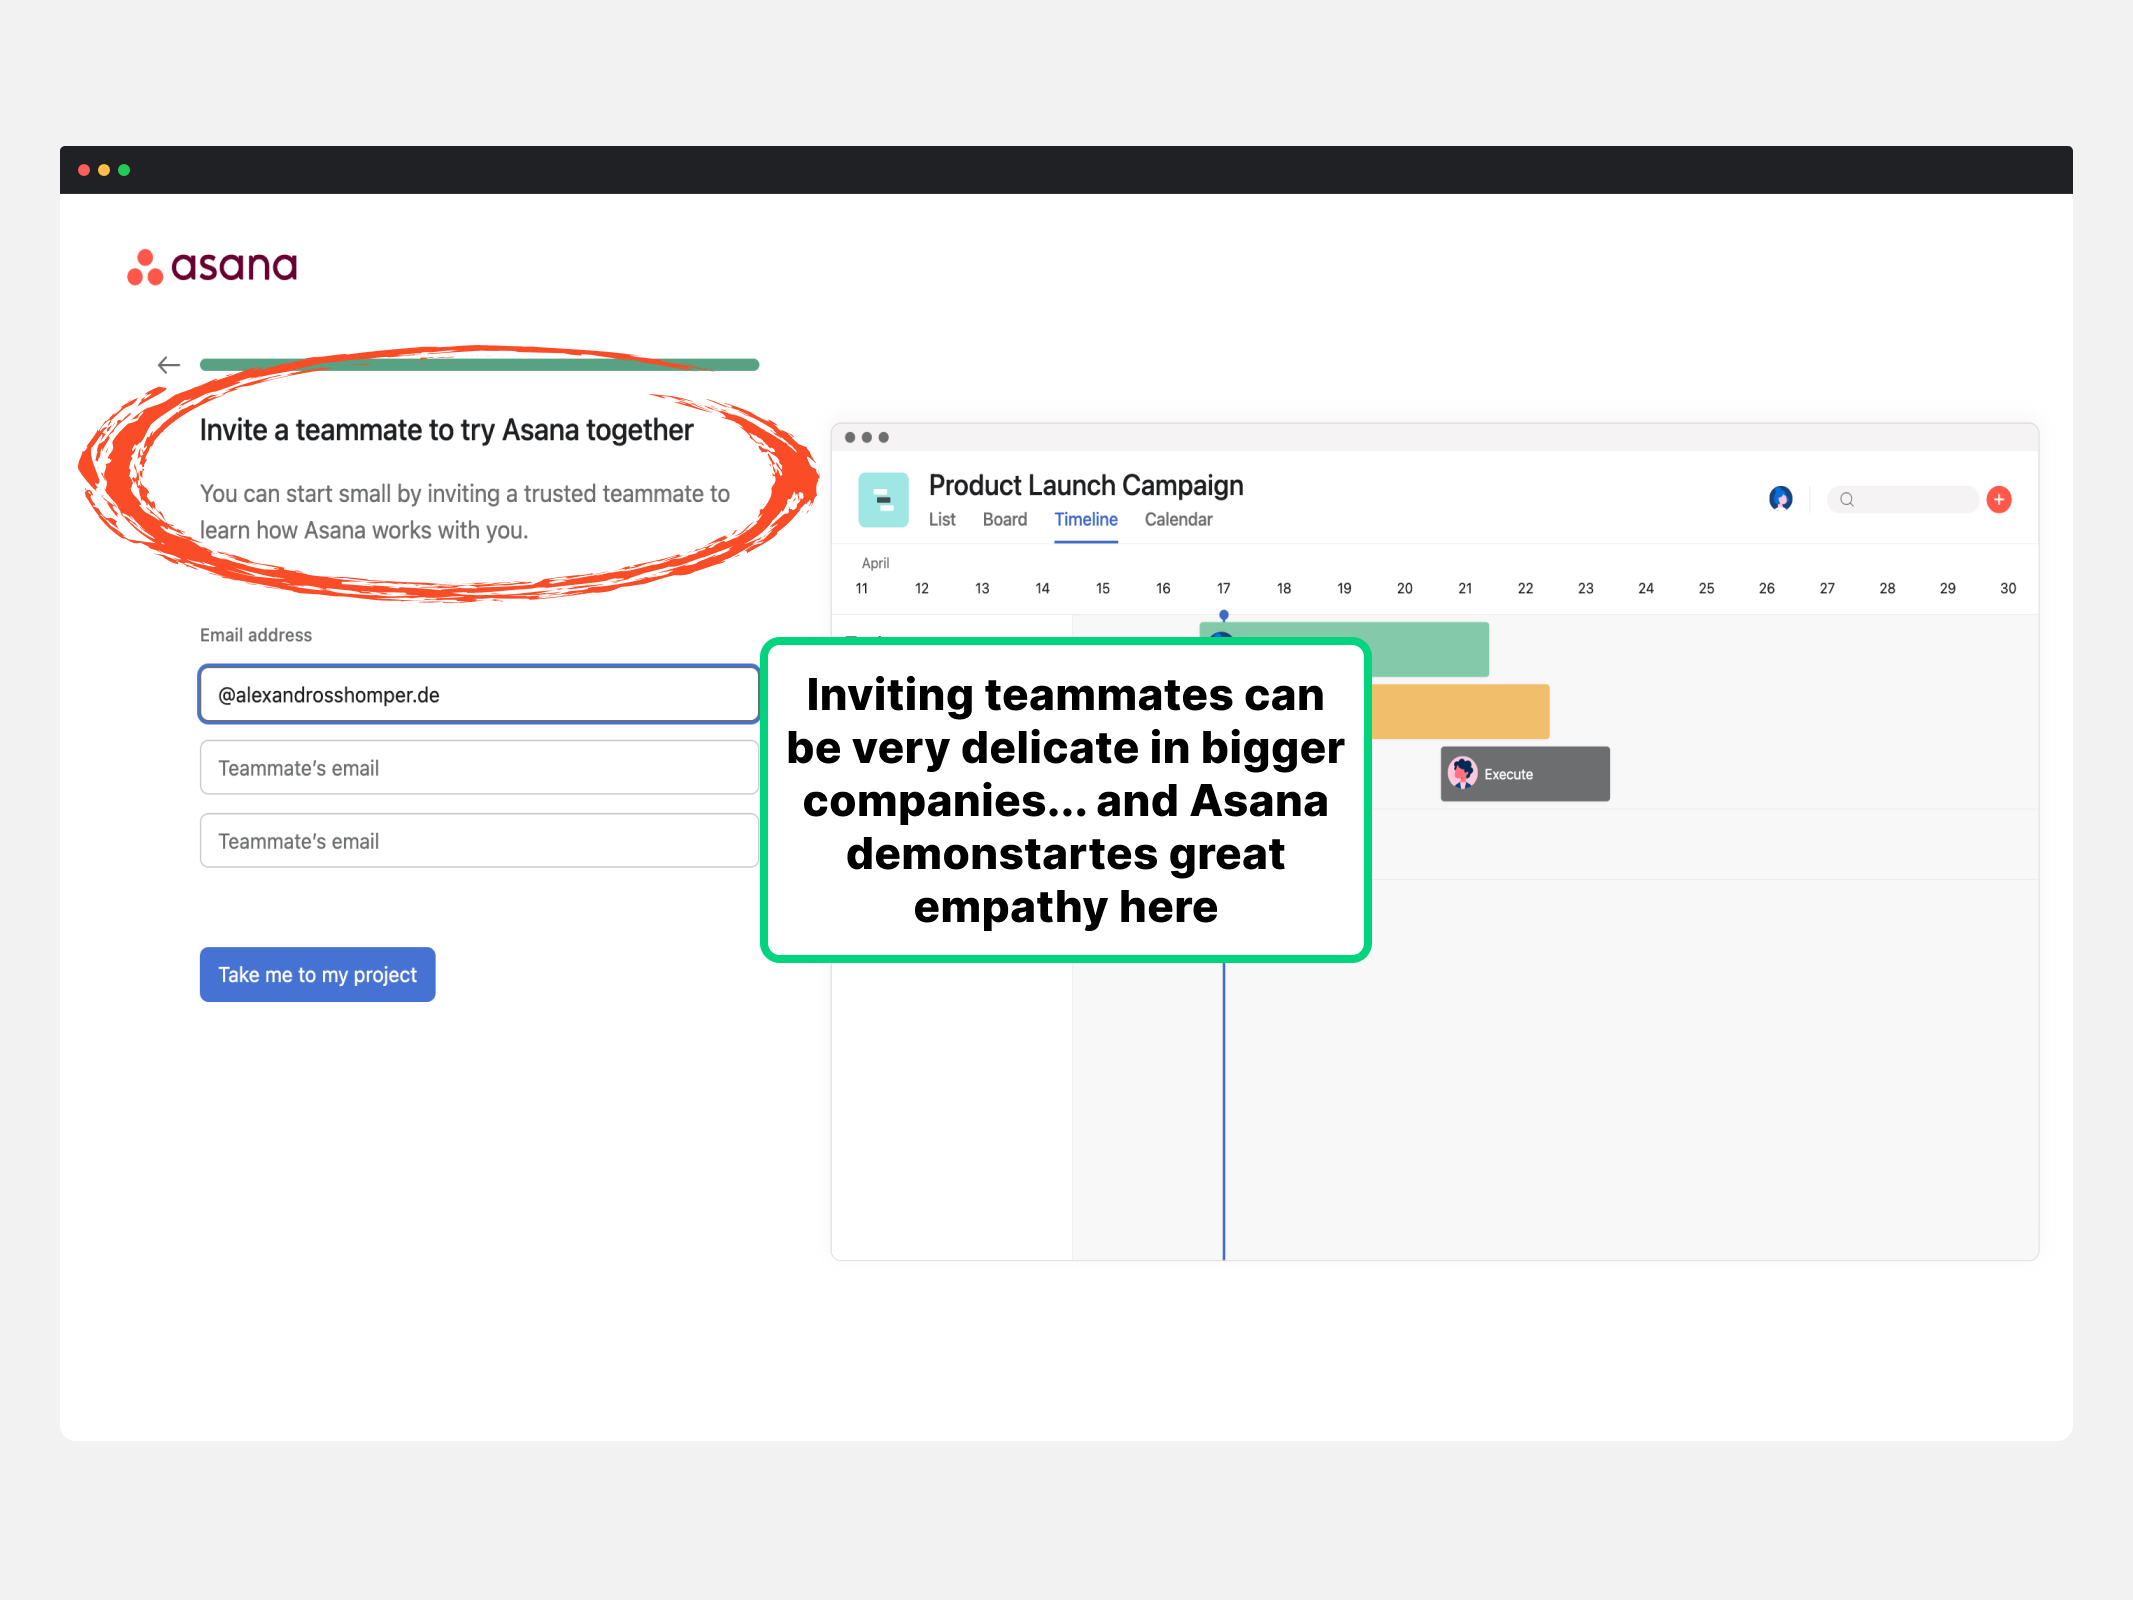 asana
Invite a teammate to try Asana together
You can start small by inviting a trusted teammate to
learn how Asana works with you.
Email address
@alexandrosshomper.de
Teammate's email
Teammate's email
Take me to my project
Product Launch Campaign
List Board Timeline Calendar
April
11 12 13 14 15 16 17 18 19 20 21 22 23 24 25 26 27 28 29 30
Execute
Inviting teammates can
be very delicate in bigger
companies... and Asana
demonstartes great
empathy here